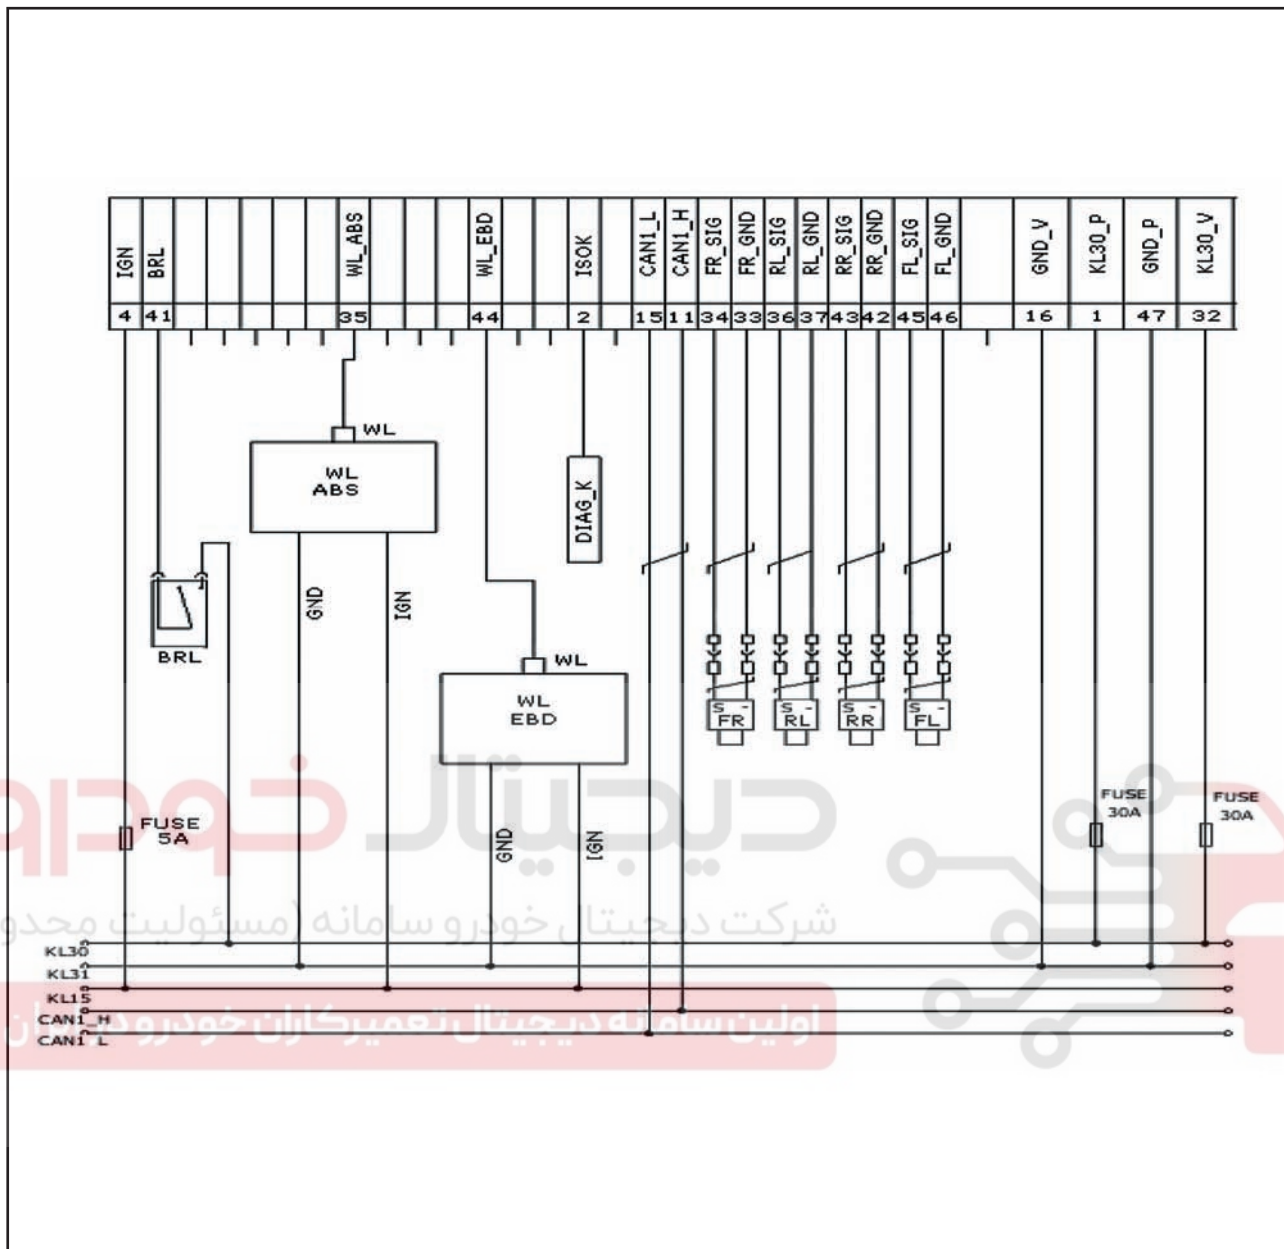 IGN BRL WL_ABS WL_EBD ISOK CAN1_L CAN1_H FR_SIG FR_GND RL_SIG RL_GND RR_SIG RR_GND FL_SIG FL_GND GND_V KL30_P GND_P KL30_V
4 41 35 44 2 15 11 34 33 36 37 43 42 45 46 16 1 47 32
WL
WL
ABS
DIAG_K
GND
IGN
BRL
WL
WL
EBD
S -
FR
S -
RL
S -
RR
S -
FL
FUSE
5A
GND
IGN
FUSE
30A
FUSE
30A
دیجیتال خودرو
شرکت دیجیتال خودرو سامانه (مسئولیت محدو
KL30
KL31
KL15
CAN1_H
CAN1_L
اولین سامانه دیجیتال تعمیرکاران خودرو در ایران